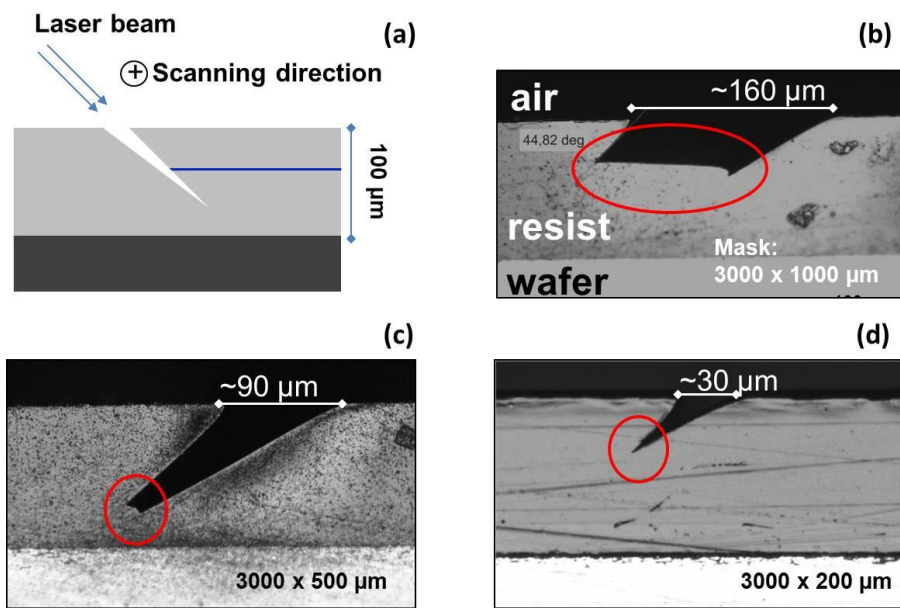 Laser beam
(a)
Scanning direction
100 μm
(b)
air
~160 μm
44,82 deg
resist
Mask:
3000 x 1000 μm
wafer
(c)
~90 μm
3000 x 500 μm
(d)
~30 μm
3000 x 200 μm